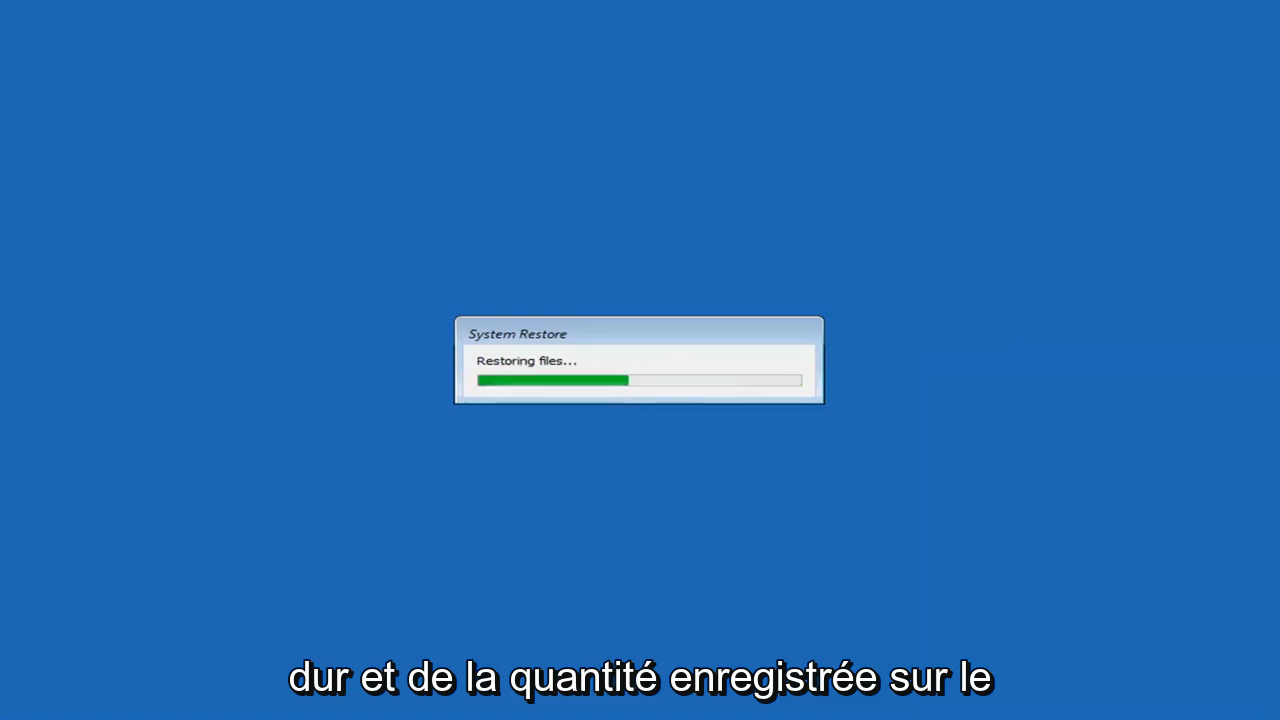 System Restore
Restoring files...
dur et de la quantité enregistrée sur le